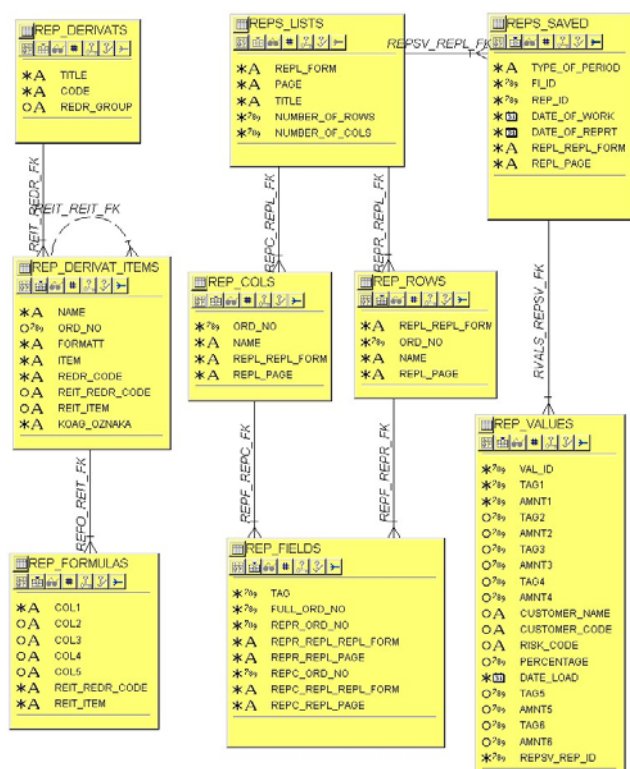 REP_DERIVATS
TITLE
CODE
REDR_GROUP
REPS_LISTS
REPL_FORM
PAGE
TITLE
NUMBER_OF_ROWS
NUMBER_OF_COLS
REPSV_REPL_FK
REPS_SAVED
TYPE_OF_PERIOD
FI_ID
REP_ID
DATE_OF_WORK
DATE_OF_REPRT
REPL_REPL_FORM
REPL_PAGE
REIT_REDR_FK
REIT_REIT_FK
REPC_REPL_FK
REPR_REPL_FK
RVALS_REPSV_FK
REP_DERIVAT_ITEMS
NAME
ORD_NO
FORMATT
ITEM
REDR_CODE
REIT_REDR_CODE
REIT_ITEM
KOAG_OZNAKA
REP_COLS
ORD_NO
NAME
REPL_REPL_FORM
REPL_PAGE
REP_ROWS
REPL_REPL_FORM
ORD_NO
NAME
REPL_PAGE
REFO_REIT_FK
REPF_REPC_FK
REPF_REPR_FK
REP_FORMULAS
COL1
COL2
COL3
COL4
COL5
REIT_REDR_CODE
REIT_ITEM
REP_FIELDS
TAG
FULL_ORD_NO
REPR_ORD_NO
REPR_REPL_REPL_FORM
REPR_REPL_PAGE
REPC_ORD_NO
REPC_REPL_REPL_FORM
REPC_REPL_PAGE
REP_VALUES
VAL_ID
TAG1
AMNT1
TAG2
AMNT2
TAG3
AMNT3
TAG4
AMNT4
CUSTOMER_NAME
CUSTOMER_CODE
RISK_CODE
PERCENTAGE
DATE_LOAD
TAG5
AMNT5
TAG6
AMNT6
REPSV_REP_ID